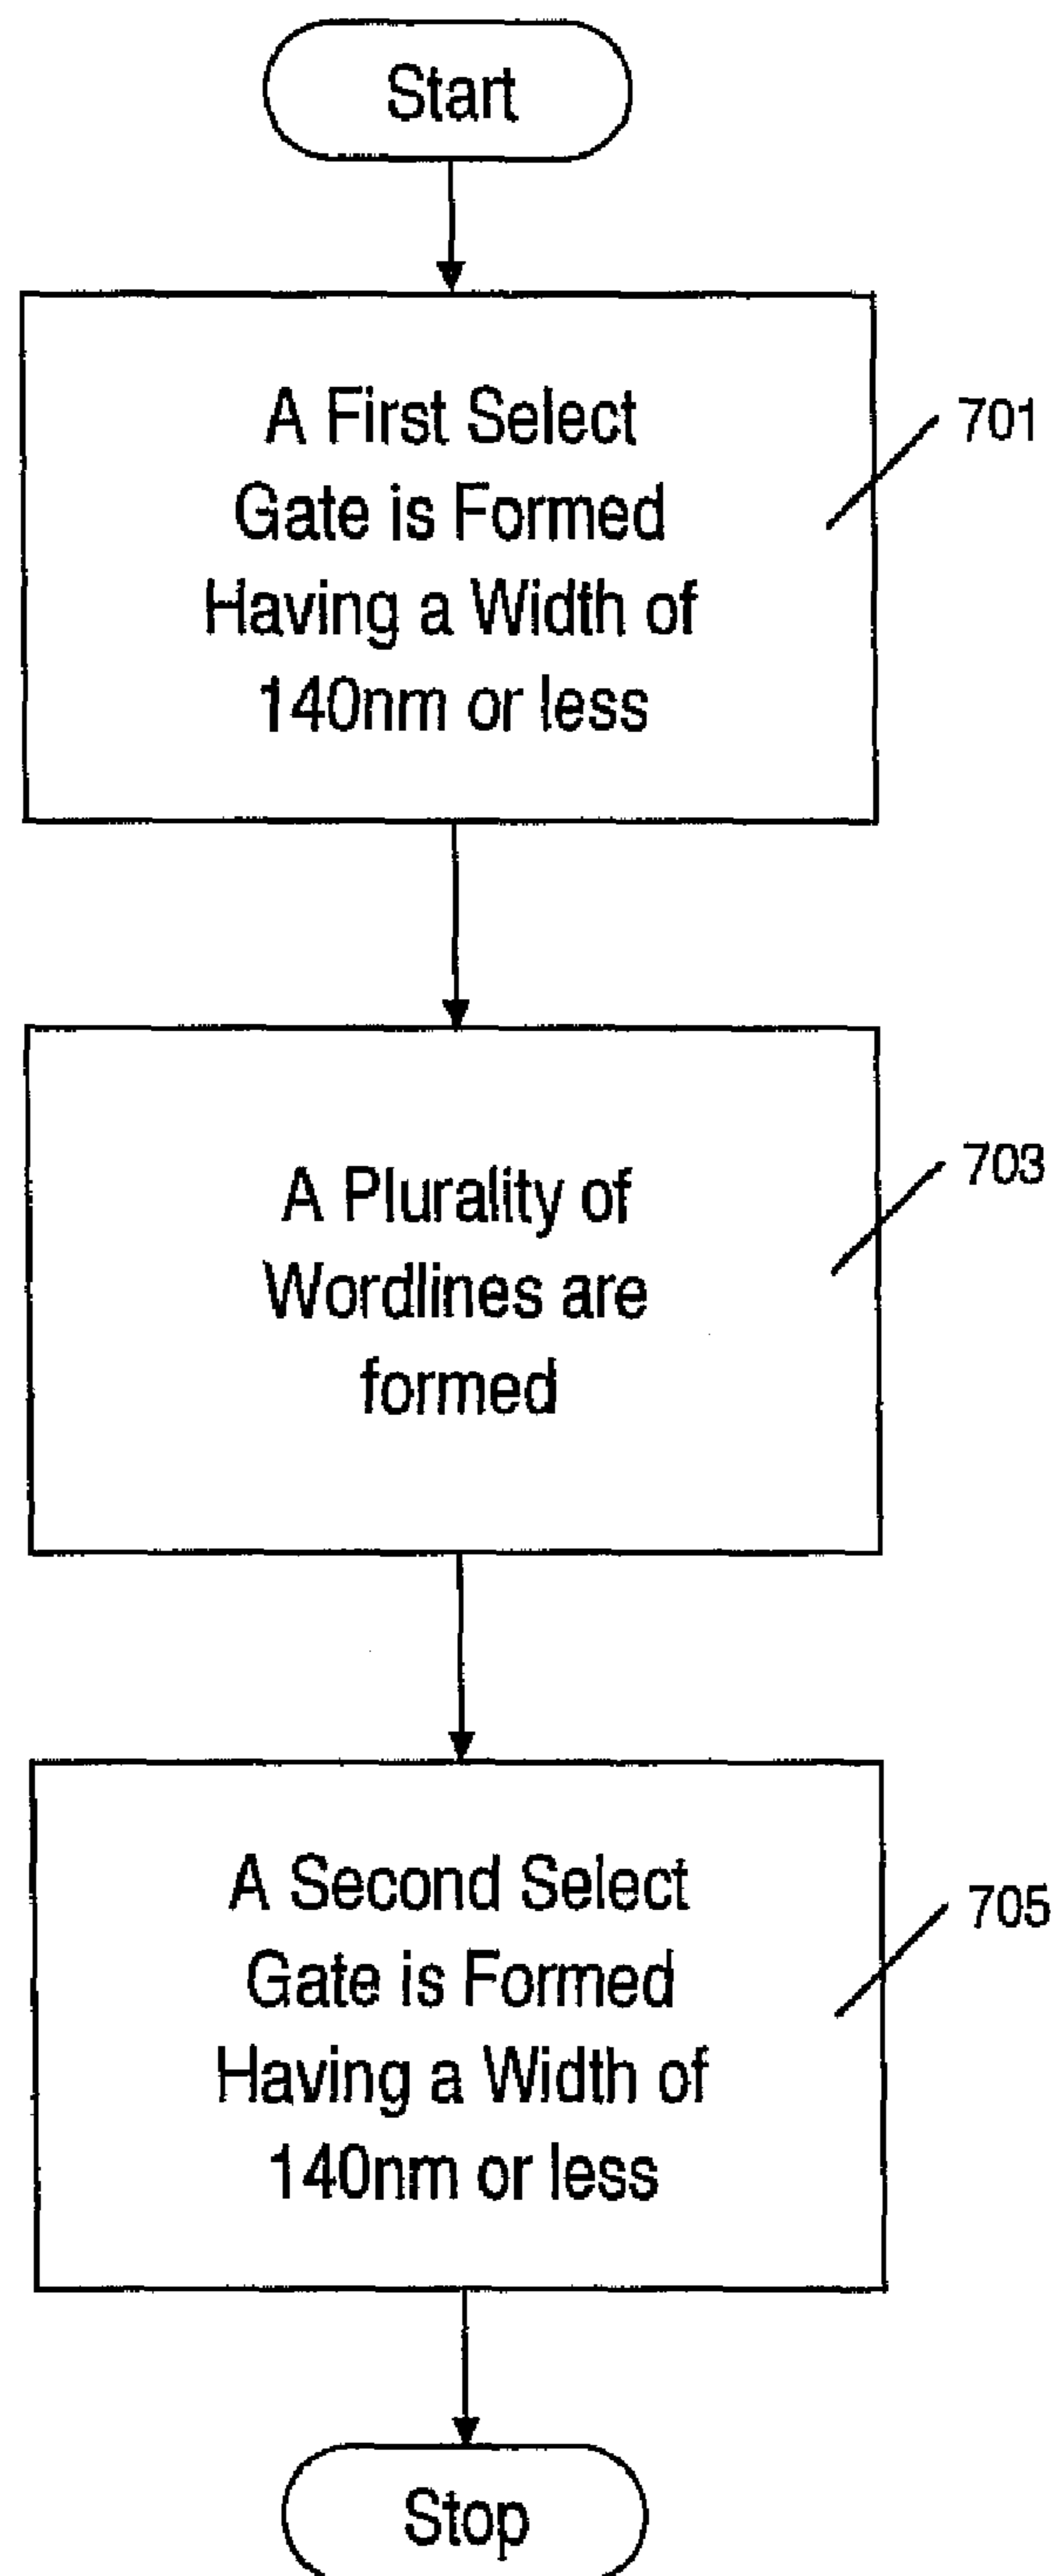 Start
A First Select
Gate is Formed
Having a Width of
140nm or less
701
A Plurality of
Wordlines are
formed
703
A Second Select
Gate is Formed
Having a Width of
140nm or less
705
Stop